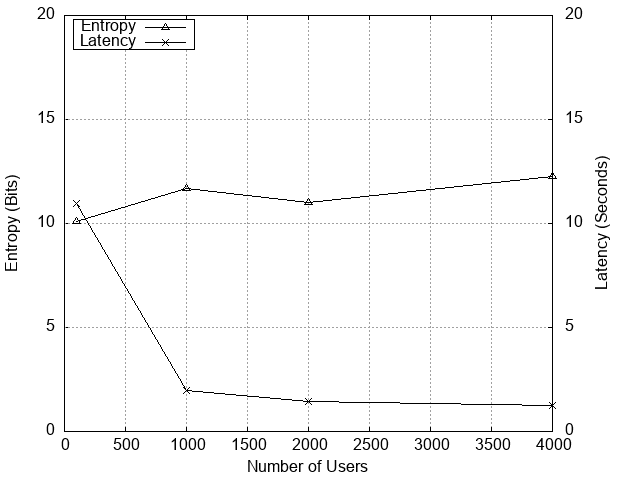 20 20
Entropy
Latency
15 15
10 10
5 5
0 0
0 500 1000 1500 2000 2500 3000 3500 4000
Entropy (Bits)
Latency (Seconds)
Number of Users